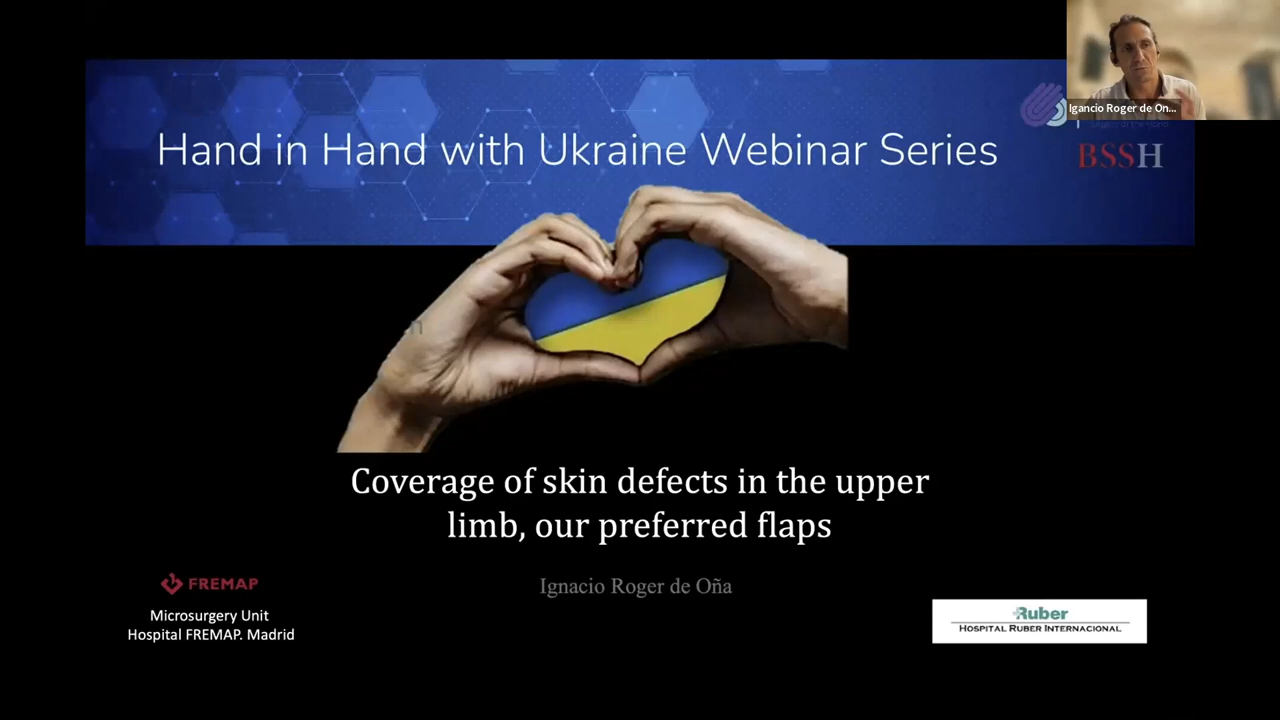 Igancio Roger de On...
Hand in Hand with Ukraine Webinar Series
BSSH
Coverage of skin defects in the upper
limb, our preferred flaps
Ignacio Roger de Oña
FREMAP
Microsurgery Unit
Hospital FREMAP. Madrid
Ruber
HOSPITAL RUBER INTERNACIONAL